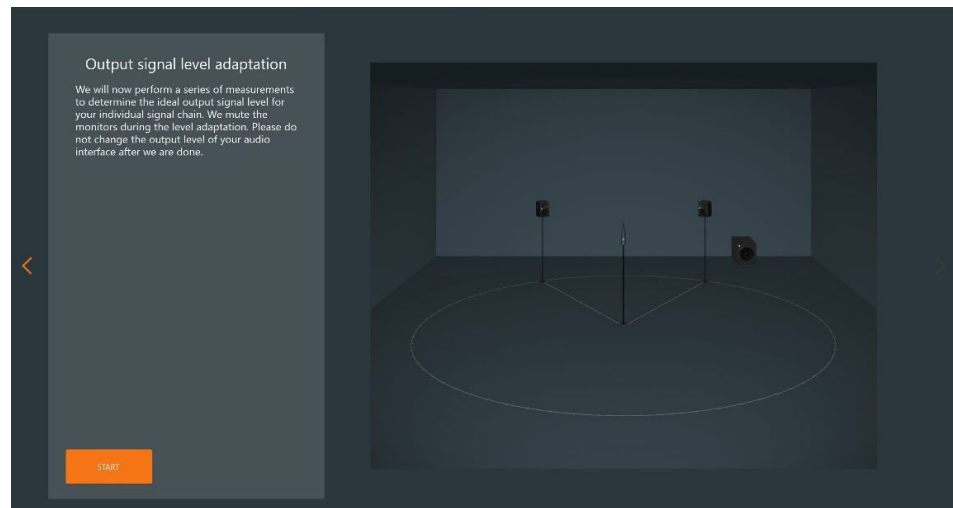 Output signal level adaptation
We will now perform a series of measurements
to determine the ideal output signal level for
your individual signal chain. We mute the
monitors during the level adaptation. Please do
not change the output level of your audio
interface after we are done.
START